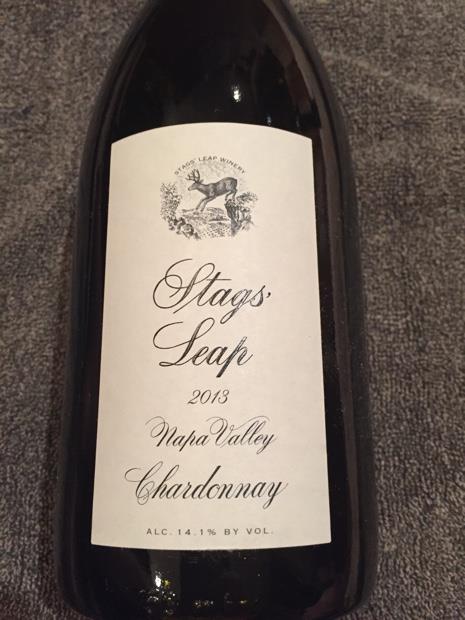 STAGS' LEAP WINERY
Stags'
Leap
2013
Napa Valley
Chardonnay
ALC. 14.1% BY VOL.